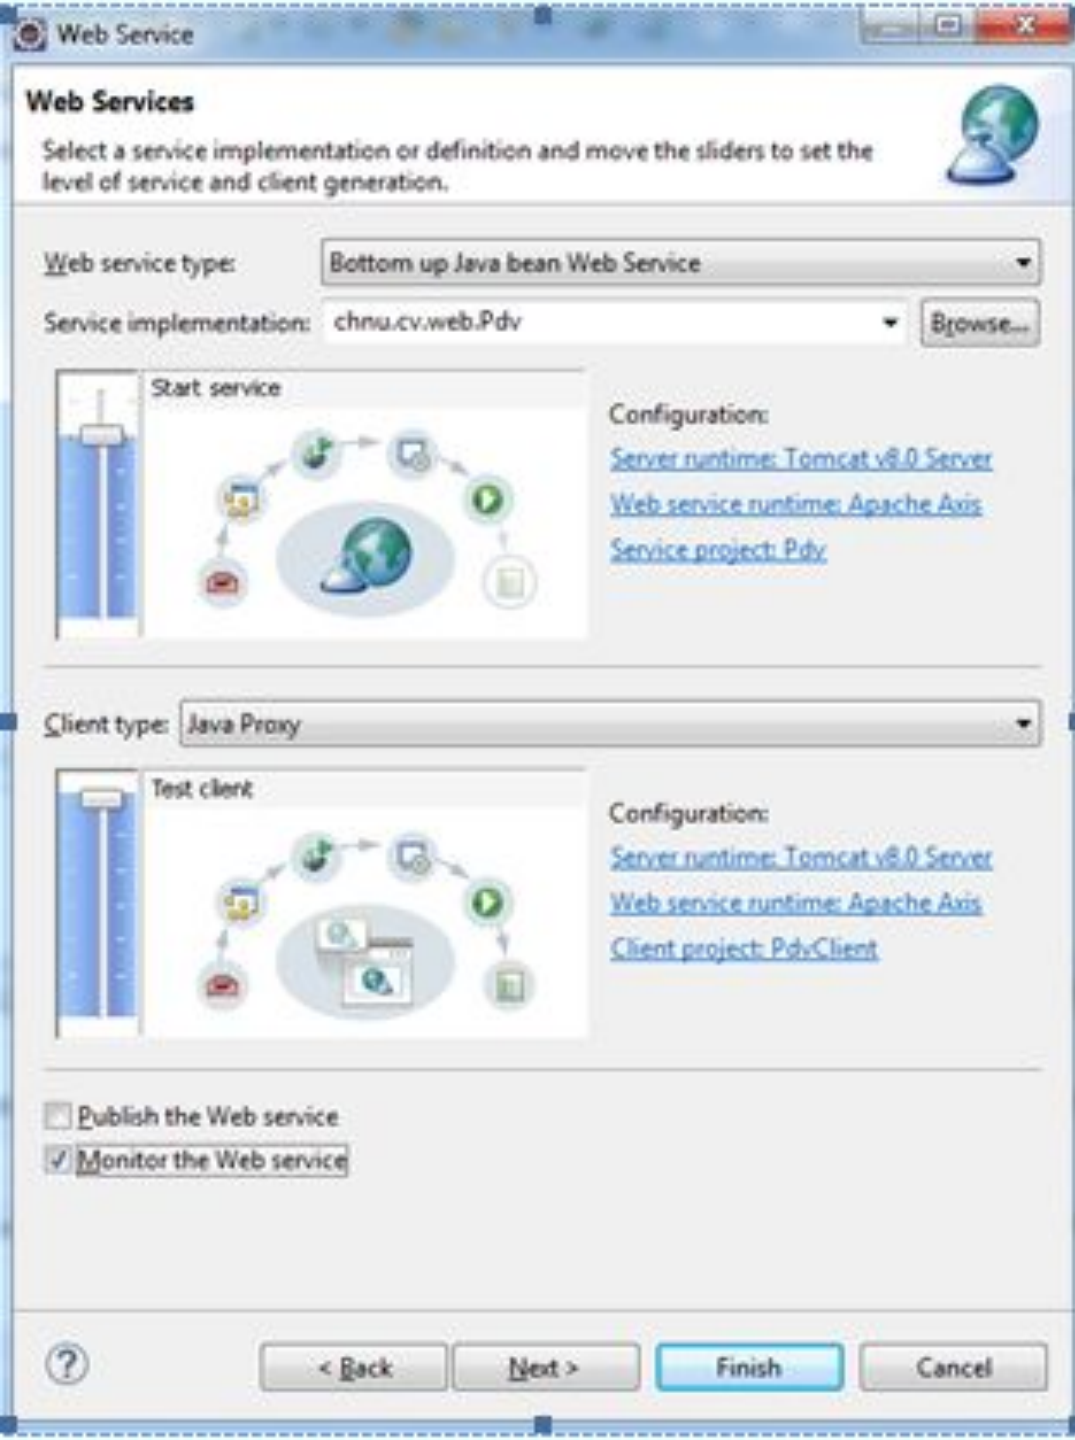 Web Service
Web Services
Select a service implementation or definition and move the sliders to set the
level of service and client generation.
Web service type: Bottom up Java bean Web Service
Service implementation: chnu.cv.web.Pdv Browse...
Start service
Configuration:
Server runtime: Tomcat v8.0 Server
Web service runtime: Apache Axis
Service project: Pdv
Client type: Java Proxy
Test client
Configuration:
Server runtime: Tomcat v8.0 Server
Web service runtime: Apache Axis
Client project: PdvClient
Publish the Web service
Monitor the Web service
? < Back Next > Finish Cancel